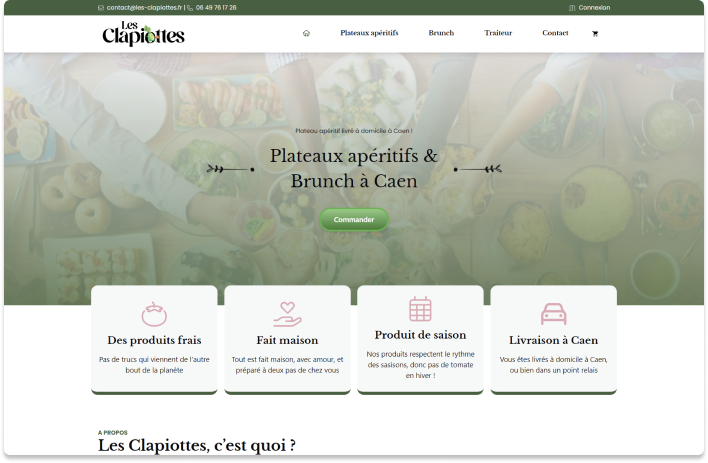 contact@les-clapiottes.fr | 06 49 76 17 26
Connexion
Les
Clapiottes
Plateaux apéritifs
Brunch
Traiteur
Contact
Plateau apéritif livré à domicile à Caen !
Plateaux apéritifs &
Brunch à Caen
Commander
Des produits frais
Pas de trucs qui viennent de l'autre
bout de la planète
Fait maison
Tout est fait maison, avec amour, et
préparé à deux pas de chez vous
Produit de saison
Nos produits respectent le rythme
des sasisons, donc pas de tomate
en hiver !
Livraison à Caen
Vous êtes livrés à domicile à Caen,
ou bien dans un point relais
A PROPOS
Les Clapiottes, c'est quoi ?